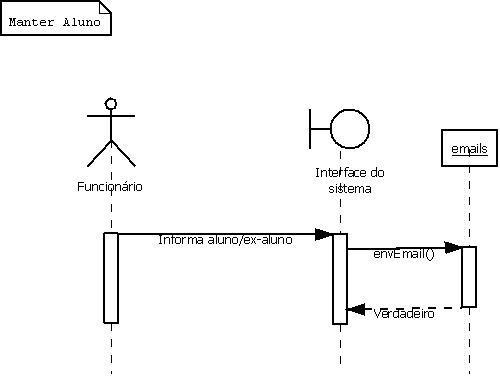 Manter Aluno
Funcionário
Interface do
sistema
emails
Informa aluno/ex-aluno
envEmail()
Verdadeiro